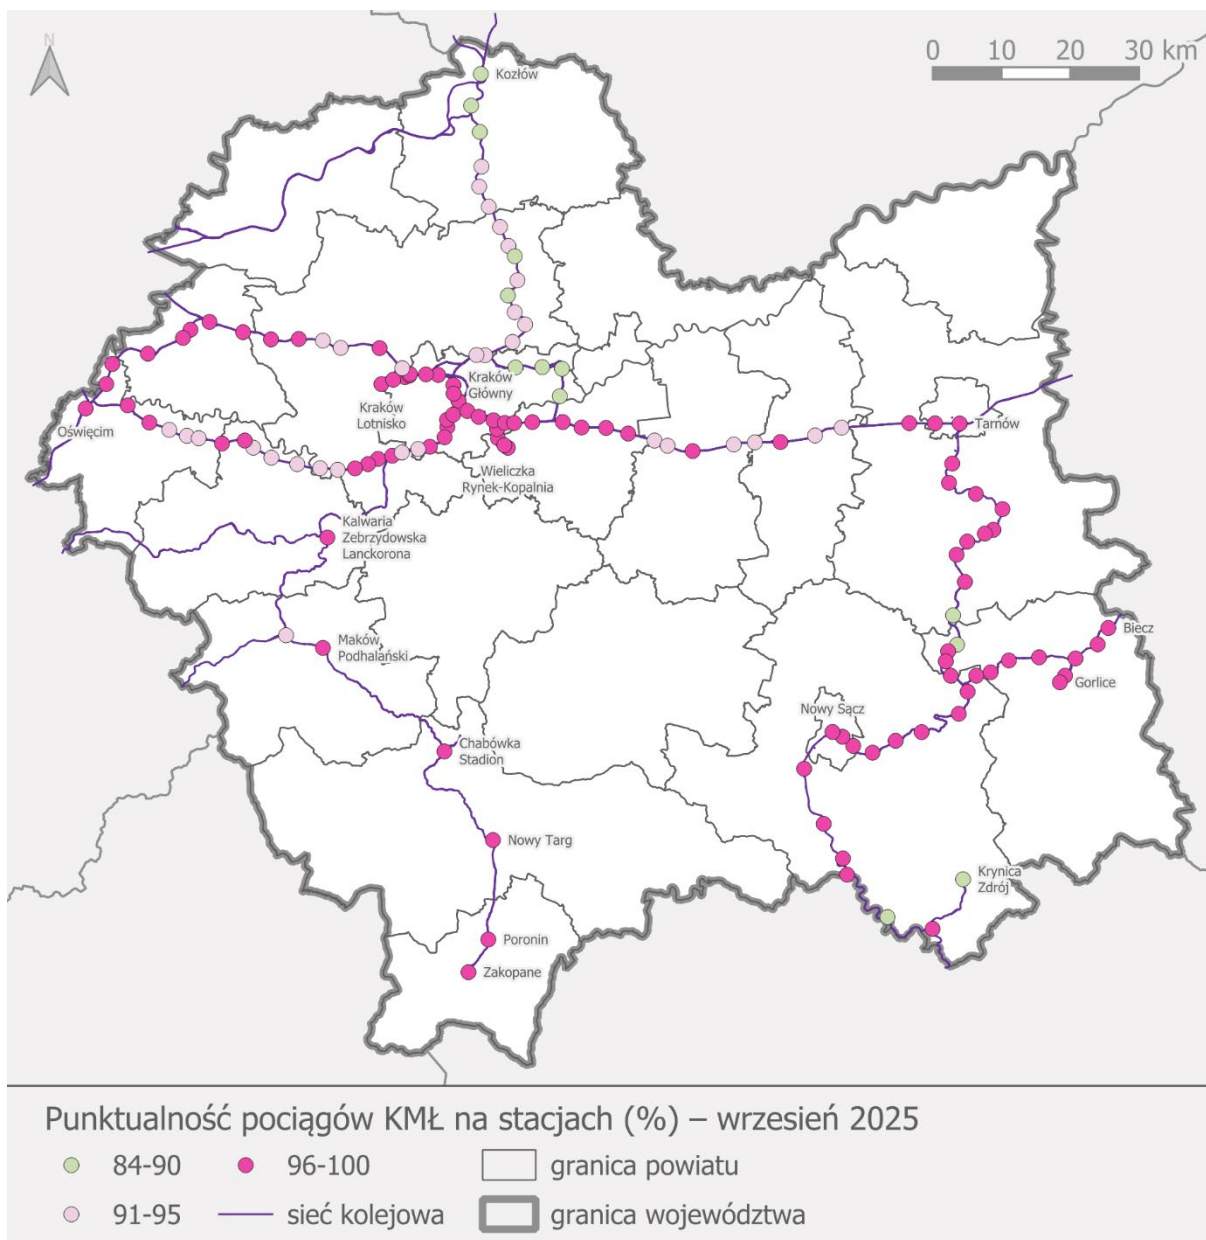 N
0 10 20 30 km
Kozłów
Kraków
Główny
Kraków
Lotnisko
Oświęcim
Tarnów
Wieliczka
Rynek-Kopalnia
Kalwaria
Zebrzydowska
Lanckorona
Biecz
Maków
Podhalański
Gorlice
Nowy Sącz
Chabówka
Stadion
Nowy Targ
Krynica
Zdrój
Poronin
Zakopane
Punktualność pociągów KMŁ na stacjach (%) – wrzesień 2025
84-90 96-100 granica powiatu
91-95 sieć kolejowa granica województwa